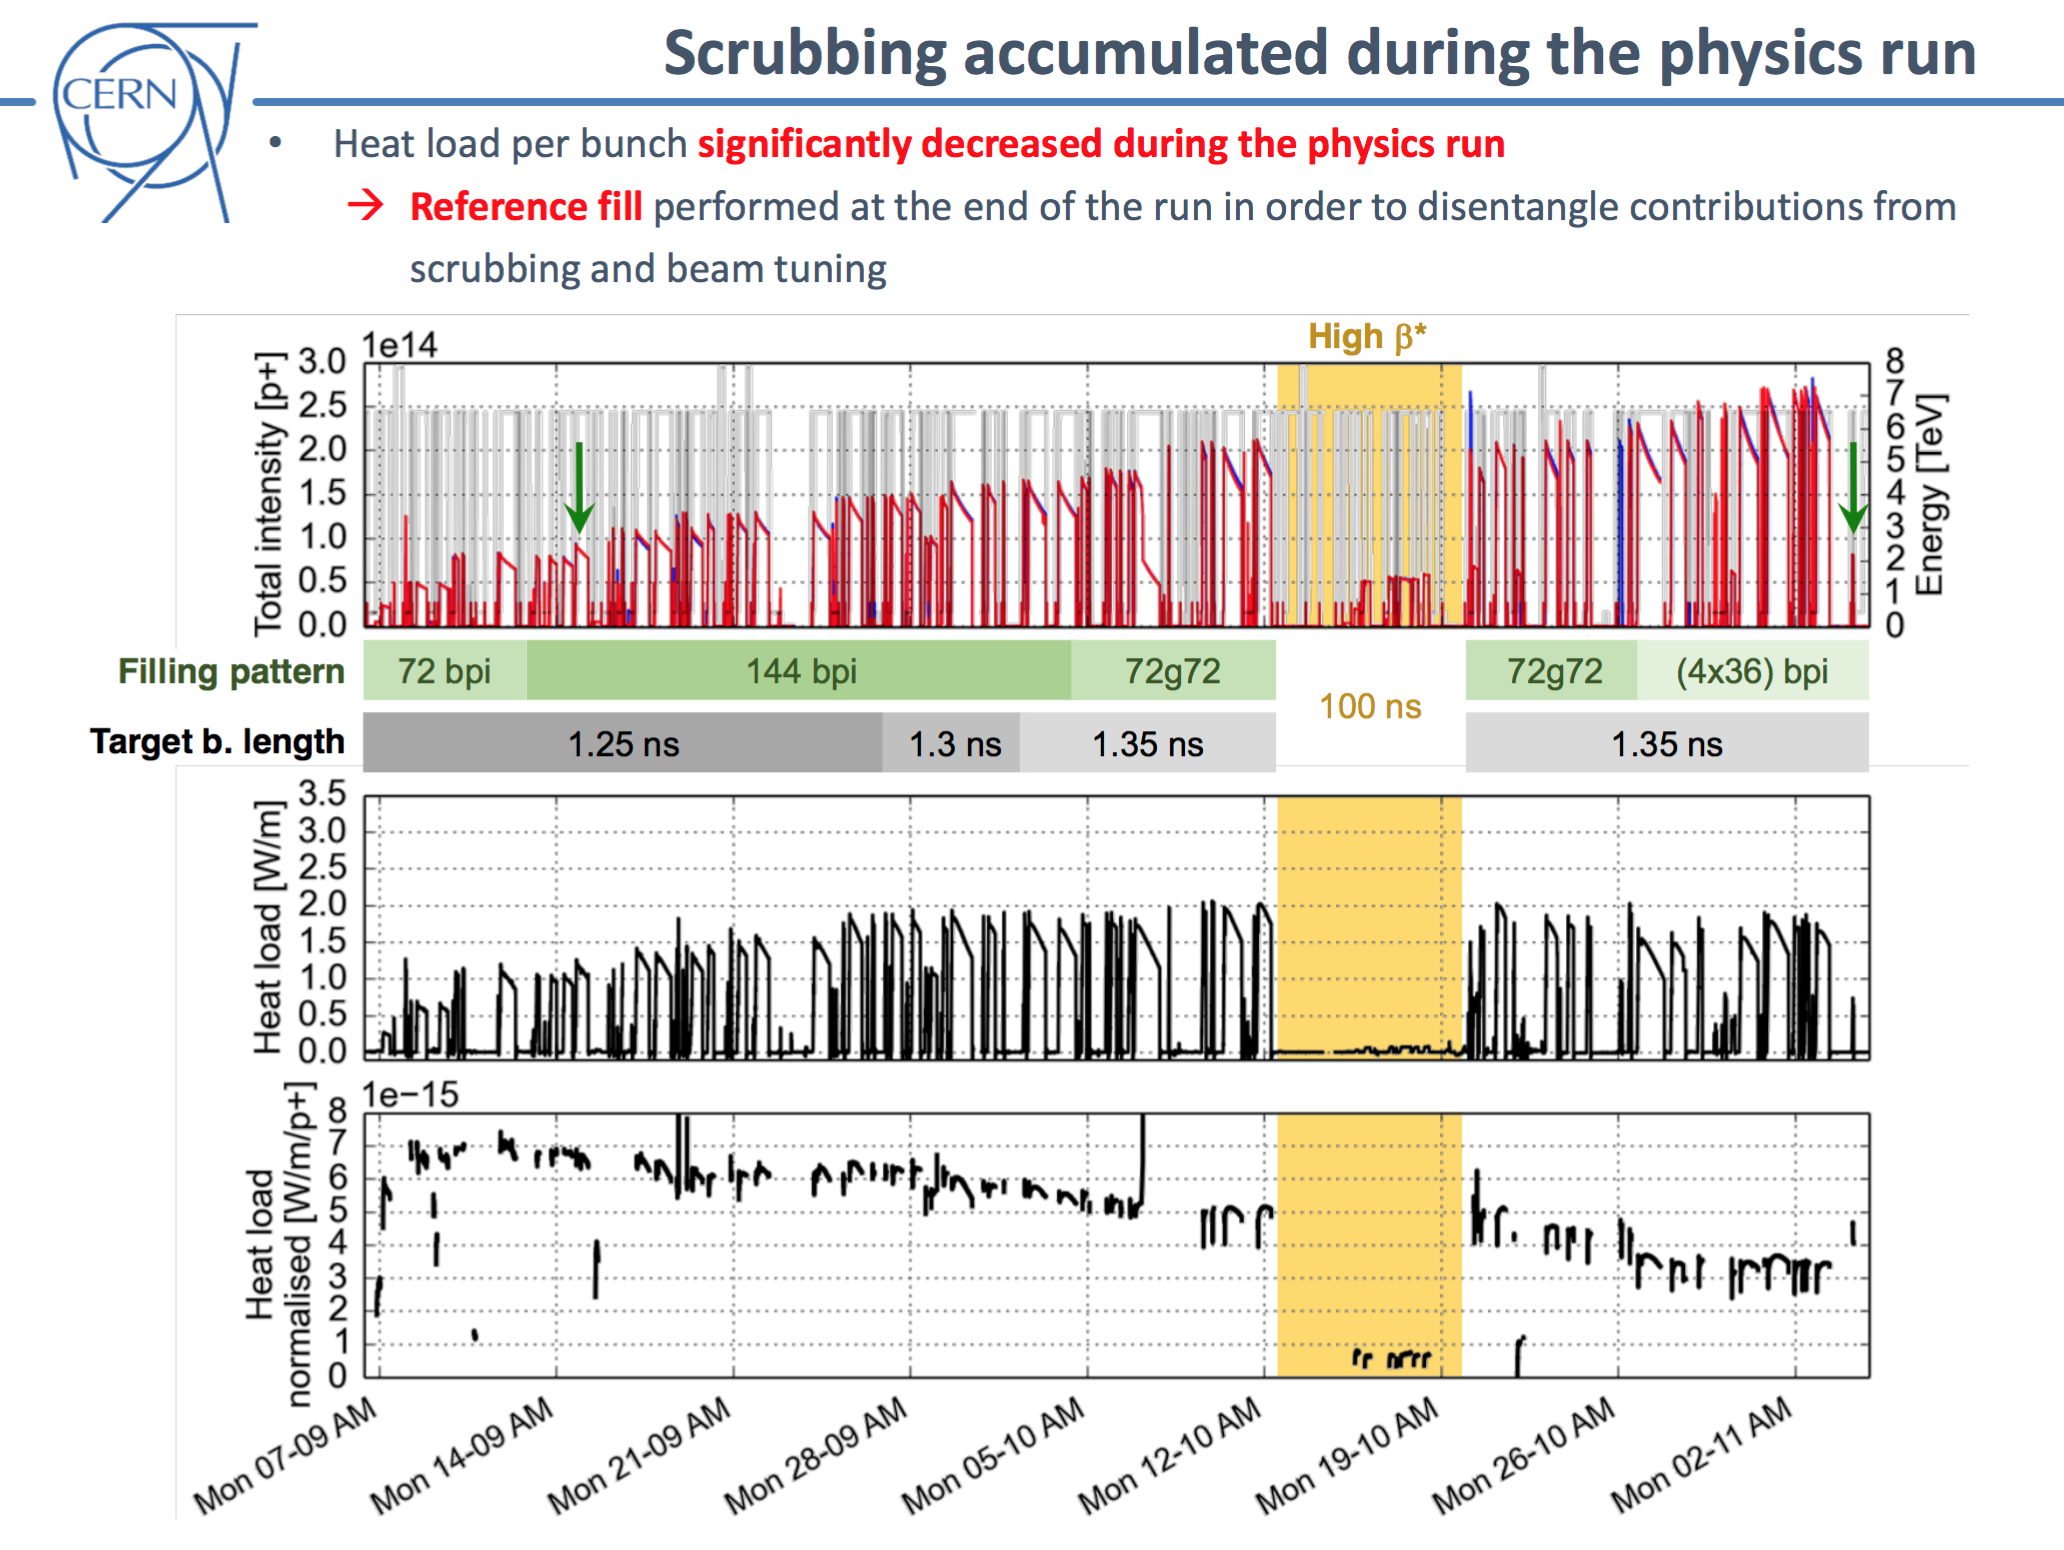 CERN
Scrubbing accumulated during the physics run
• Heat load per bunch significantly decreased during the physics run
→ Reference fill performed at the end of the run in order to disentangle contributions from
scrubbing and beam tuning
High β*
1e14
Total intensity [p+]
3.0
2.5
2.0
1.5
1.0
0.5
0.0
8
7
6
5
4
3
2
1
0
Energy [TeV]
Filling pattern
72 bpi
144 bpi
72g72
72g72
(4x36) bpi
100 ns
Target b. length
1.25 ns
1.3 ns
1.35 ns
1.35 ns
Heat load [W/m]
3.5
3.0
2.5
2.0
1.5
1.0
0.5
0.0
1e−15
Heat load
normalised [W/m/p+]
8
7
6
5
4
3
2
1
0
Mon 07-09 AM
Mon 14-09 AM
Mon 21-09 AM
Mon 28-09 AM
Mon 05-10 AM
Mon 12-10 AM
Mon 19-10 AM
Mon 26-10 AM
Mon 02-11 AM